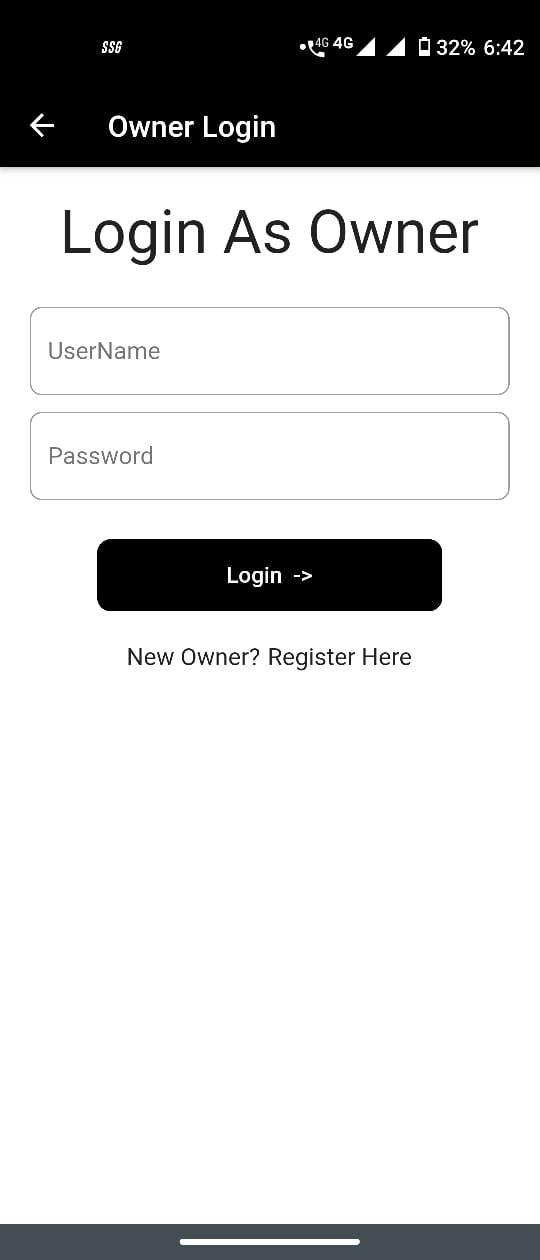 SSG 4G 4G 32% 6:42
Owner Login
Login As Owner
UserName
Password
Login ->
New Owner? Register Here